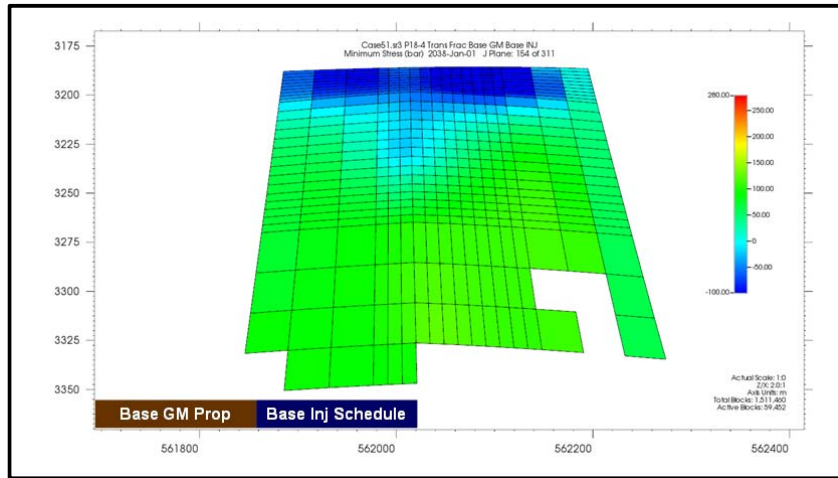 Case51.sr3 P18-4 Trans Frac Base GM Base INJ
Minimum Stress (bar) 2038-Jan-01 J Plane: 154 of 311
3175
3200
3225
3250
3275
3300
3325
3350
260.00
250.00
200.00
150.00
100.00
50.00
0
-50.00
-100.00
Actual Scale: 1:0
Z/X: 2.0:1
Axis Units: m
Total Blocks: 1,511,460
Active Blocks: 59,452
Base GM Prop
Base Inj Schedule
561800
562000
562200
562400